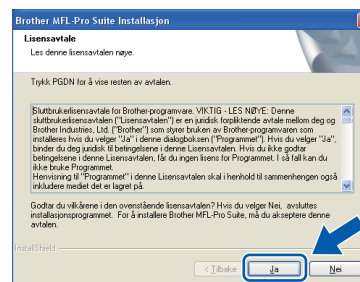 Brother MFL-Pro Suite Installasjon
Lisensavtale
Les denne lisensavtalen nøye.
Trykk PGDN for å vise resten av avtalen.
Sluttbrukerlisensavtale for Brother-programvare. VIKTIG - LES NØYE: Denne
sluttbrukerlisensavtalen ("Lisensavtalen") er en juridisk forpliktende avtale mellom deg og
Brother Industries, Ltd. ("Brother") som styrer bruken av Brother-programvaren som
installeres hvis du velger "Ja" i denne dialogboksen ("Programmet"). Hvis du velger "Ja",
binder du deg juridisk til betingelsene i denne Lisensavtalen. Hvis du ikke godtar
betingelsene i denne Lisensavtalen, får du ingen lisens for Programmet. I så fall kan du
ikke bruke Programmet.
Henvisning til "Programmet" i denne Lisensavtalen skal i henhold til sammenhengen også
inkludere mediet det er lagret på.
Godtar du vilkårene i den ovenstående lisensavtalen? Hvis du velger Nei, avsluttes
installasjonsprogrammet. For å installere Brother MFL-Pro Suite, må du akseptere denne
avtalen.
InstallShield
< Tilbake
Ja
Nei